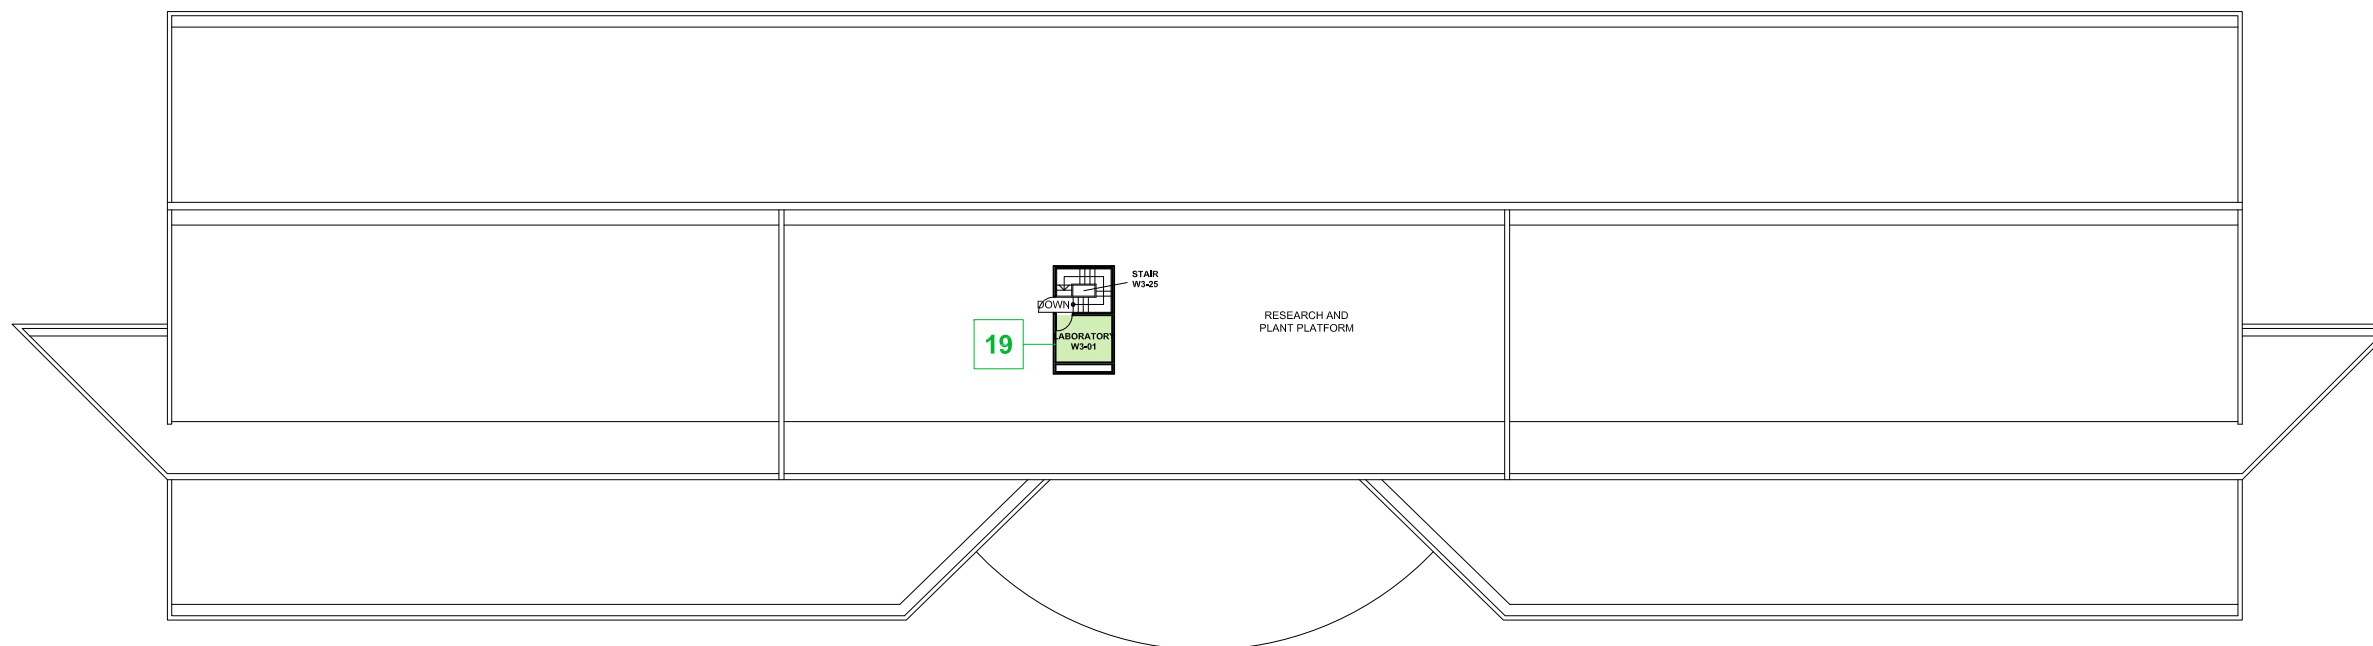 STAIR
W3-25
DOWN
RESEARCH AND
PLANT PLATFORM
19
LABORATORY
W3-01